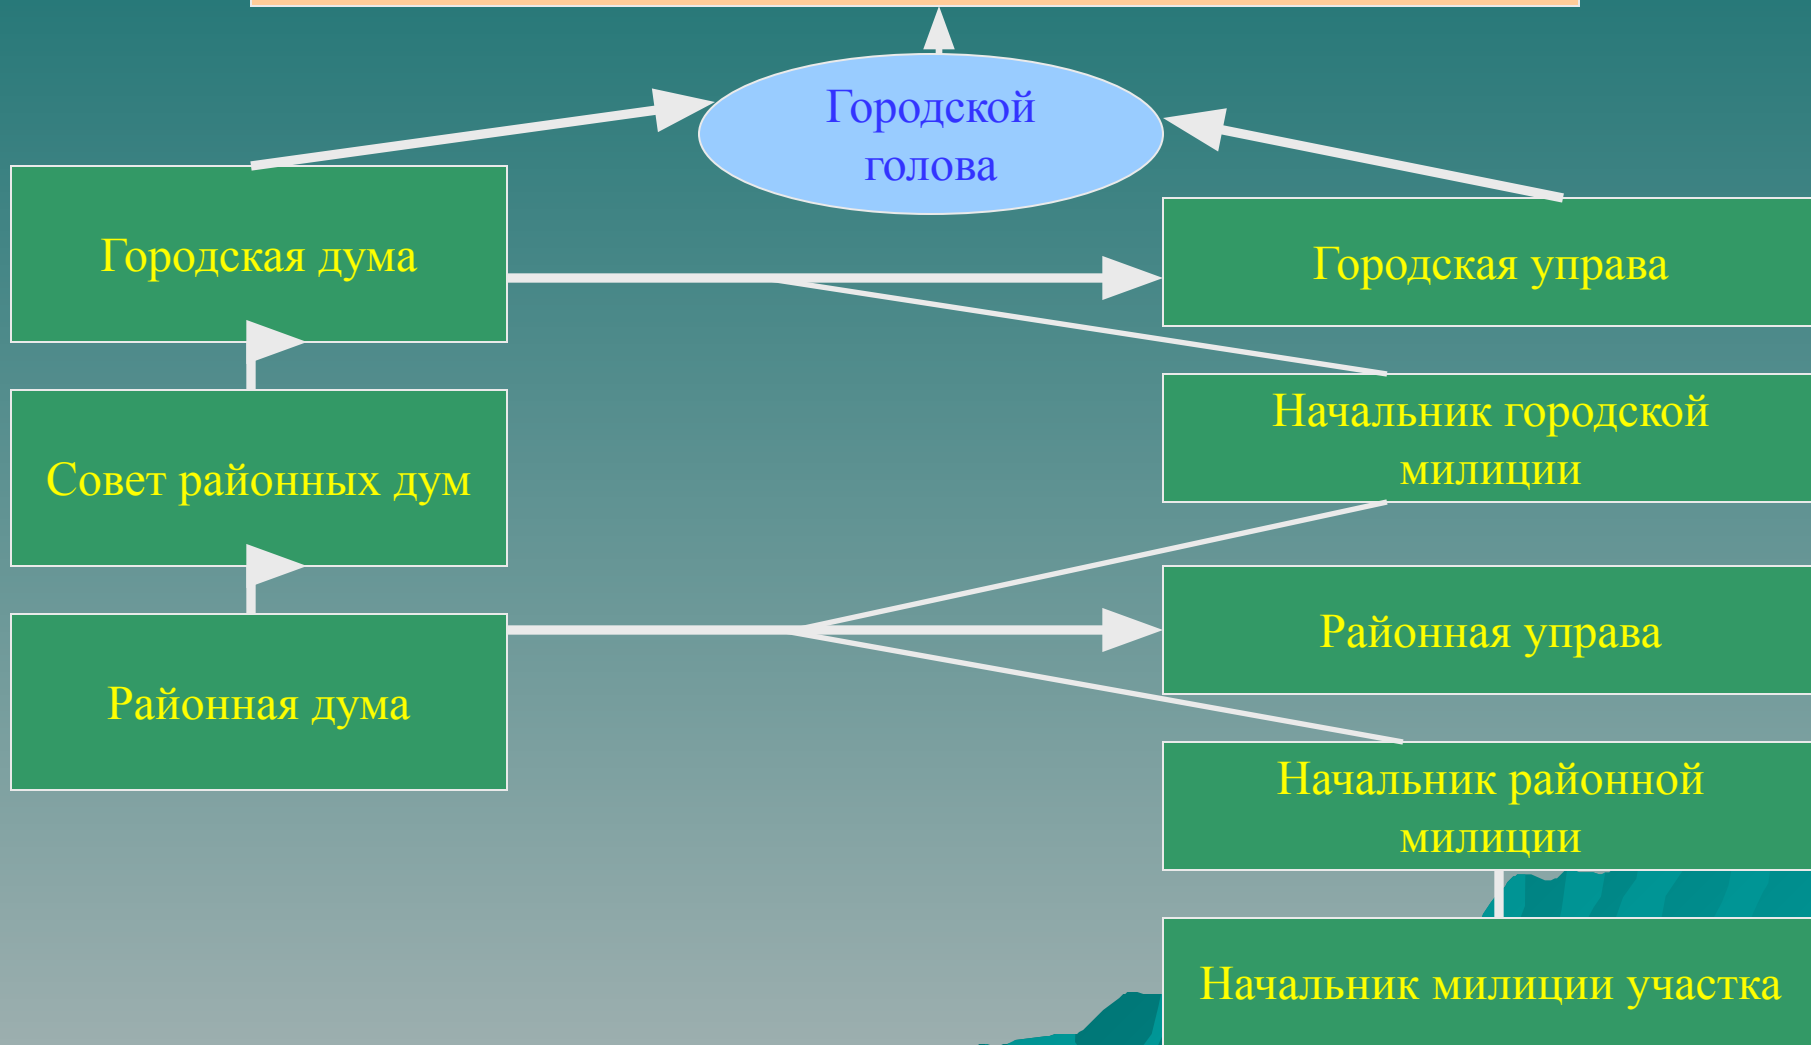 Городской
голова
Городская дума
Городская управа
Начальник городской
милиции
Совет районных дум
Районная управа
Районная дума
Начальник районной
милиции
Начальник милиции участка